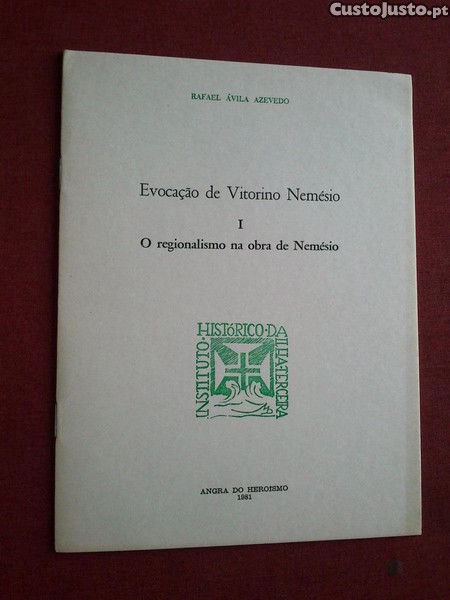 CustoJusto.pt
RAFAEL ÁVILA AZEVEDO
Evocação de Vitorino Nemésio
I
O regionalismo na obra de Nemésio
INSTITUTO · HISTÓRICO · DA ILHA · TERCEIRA
ANGRA DO HEROÍSMO
1981